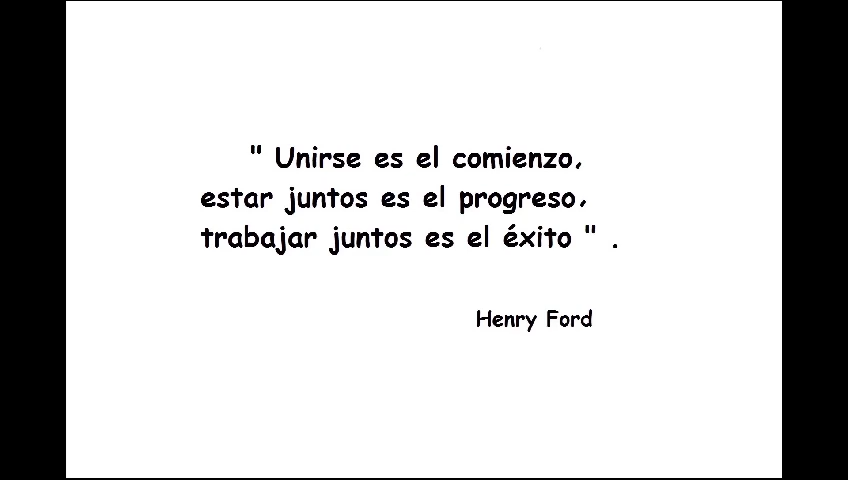 " Unirse es el comienzo,
estar juntos es el progreso,
trabajar juntos es el éxito " .
Henry Ford